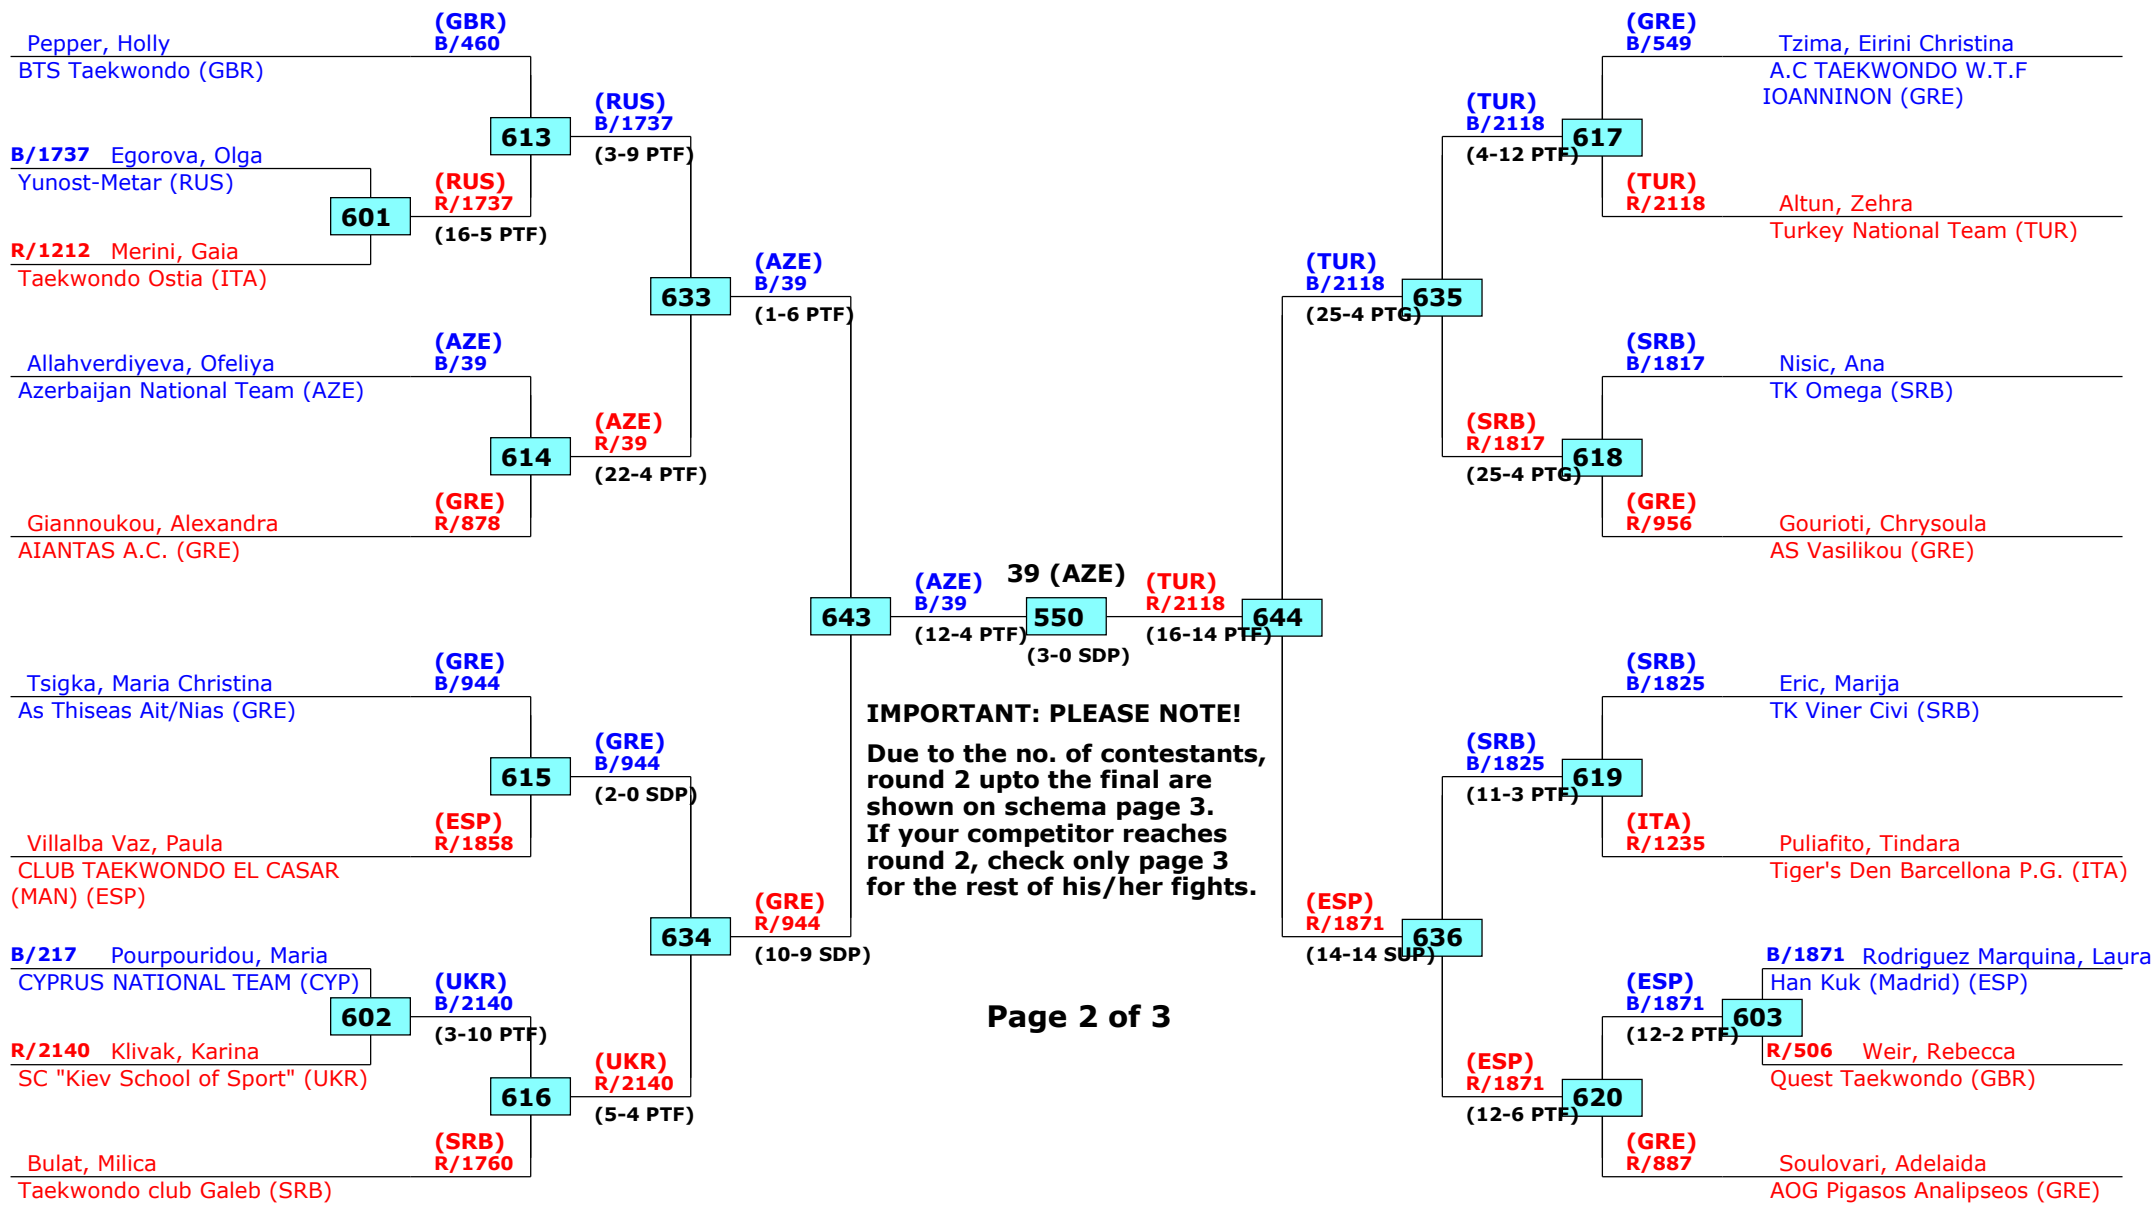 (GBR)
Pepper, Holly B/460
BTS Taekwondo (GBR)
(RUS)
B/1737
613
(3-9 PTF)
B/1737 Egorova, Olga
Yunost-Metar (RUS)
(RUS)
R/1737
601
(16-5 PTF)
R/1212 Merini, Gaia
Taekwondo Ostia (ITA)
(AZE)
B/39
633
(1-6 PTF)
(AZE)
Allahverdiyeva, Ofeliya B/39
Azerbaijan National Team (AZE)
(AZE)
R/39
614
(22-4 PTF)
(GRE)
Giannoukou, Alexandra R/878
AIANTAS A.C. (GRE)
(AZE)
B/39
643
(12-4 PTF)
39 (AZE)
550
(3-0 SDP)
(TUR)
R/2118
644
(16-14 PTF)
(GRE)
Tsigka, Maria Christina B/944
As Thiseas Ait/Nias (GRE)
(GRE)
B/944
615
(2-0 SDP)
(ESP)
Villalba Vaz, Paula R/1858
CLUB TAEKWONDO EL CASAR
(MAN) (ESP)
(GRE)
R/944
634
(10-9 SDP)
B/217 Pourpouridou, Maria
CYPRUS NATIONAL TEAM (CYP)
(UKR)
B/2140
602
(3-10 PTF)
R/2140 Klivak, Karina
SC "Kiev School of Sport" (UKR)
(UKR)
R/2140
616
(5-4 PTF)
(SRB)
Bulat, Milica R/1760
Taekwondo club Galeb (SRB)
IMPORTANT: PLEASE NOTE!
Due to the no. of contestants,
round 2 upto the final are
shown on schema page 3.
If your competitor reaches
round 2, check only page 3
for the rest of his/her fights.
Page 2 of 3
(GRE)
B/549 Tzima, Eirini Christina
A.C TAEKWONDO W.T.F
IOANNINON (GRE)
(TUR)
B/2118
617
(4-12 PTF)
(TUR)
R/2118 Altun, Zehra
Turkey National Team (TUR)
(TUR)
B/2118
635
(25-4 PTG)
(SRB)
B/1817 Nisic, Ana
TK Omega (SRB)
(SRB)
R/1817
618
(25-4 PTG)
(GRE)
R/956 Gourioti, Chrysoula
AS Vasilikou (GRE)
(SRB)
B/1825 Eric, Marija
TK Viner Civi (SRB)
(SRB)
B/1825
619
(11-3 PTF)
(ITA)
R/1235 Puliafito, Tindara
Tiger's Den Barcellona P.G. (ITA)
(ESP)
R/1871
636
(14-14 SUP)
B/1871 Rodriguez Marquina, Laura
Han Kuk (Madrid) (ESP)
(ESP)
B/1871
603
(12-2 PTF)
R/506 Weir, Rebecca
Quest Taekwondo (GBR)
(ESP)
R/1871
620
(12-6 PTF)
(GRE)
R/887 Soulovari, Adelaida
AOG Pigasos Analipseos (GRE)